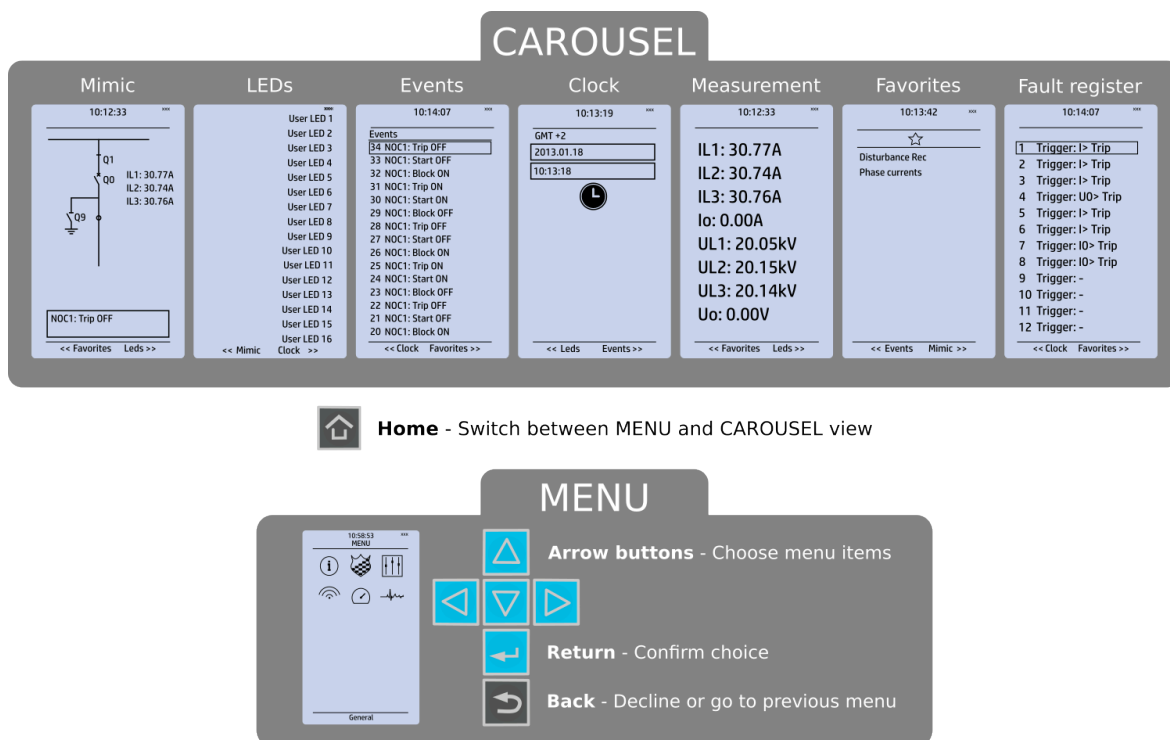 CAROUSEL
Mimic
10:12:33 xxx
Q1
Q0
IL1: 30.77A
IL2: 30.74A
IL3: 30.76A
Q9
NOC1: Trip OFF
<< Favorites Leds >>
LEDs
User LED 1
User LED 2
User LED 3
User LED 4
User LED 5
User LED 6
User LED 7
User LED 8
User LED 9
User LED 10
User LED 11
User LED 12
User LED 13
User LED 14
User LED 15
User LED 16
<< Mimic Clock >>
Events
10:14:07 xxx
Events
34 NOC1: Trip OFF
33 NOC1: Start OFF
32 NOC1: Block ON
31 NOC1: Trip ON
30 NOC1: Start ON
29 NOC1: Block OFF
28 NOC1: Trip OFF
27 NOC1: Start OFF
26 NOC1: Block ON
25 NOC1: Trip ON
24 NOC1: Start ON
23 NOC1: Block OFF
22 NOC1: Trip OFF
21 NOC1: Start OFF
20 NOC1: Block ON
<< Clock Favorites >>
Clock
10:13:19 xxx
GMT +2
2013.01.18
10:13:18
<< Leds Events >>
Measurement
10:12:33 xxx
IL1: 30.77A
IL2: 30.74A
IL3: 30.76A
Io: 0.00A
UL1: 20.05kV
UL2: 20.15kV
UL3: 20.14kV
Uo: 0.00V
<< Favorites Leds >>
Favorites
10:13:42 xxx
Disturbance Rec
Phase currents
<< Events Mimic >>
Fault register
10:14:07 xxx
1 Trigger: I> Trip
2 Trigger: I> Trip
3 Trigger: I> Trip
4 Trigger: U0> Trip
5 Trigger: I> Trip
6 Trigger: I> Trip
7 Trigger: I0> Trip
8 Trigger: I0> Trip
9 Trigger: -
10 Trigger: -
11 Trigger: -
12 Trigger: -
<< Clock Favorites >>
Home - Switch between MENU and CAROUSEL view
MENU
10:58:53 xxx
MENU
General
Arrow buttons - Choose menu items
Return - Confirm choice
Back - Decline or go to previous menu